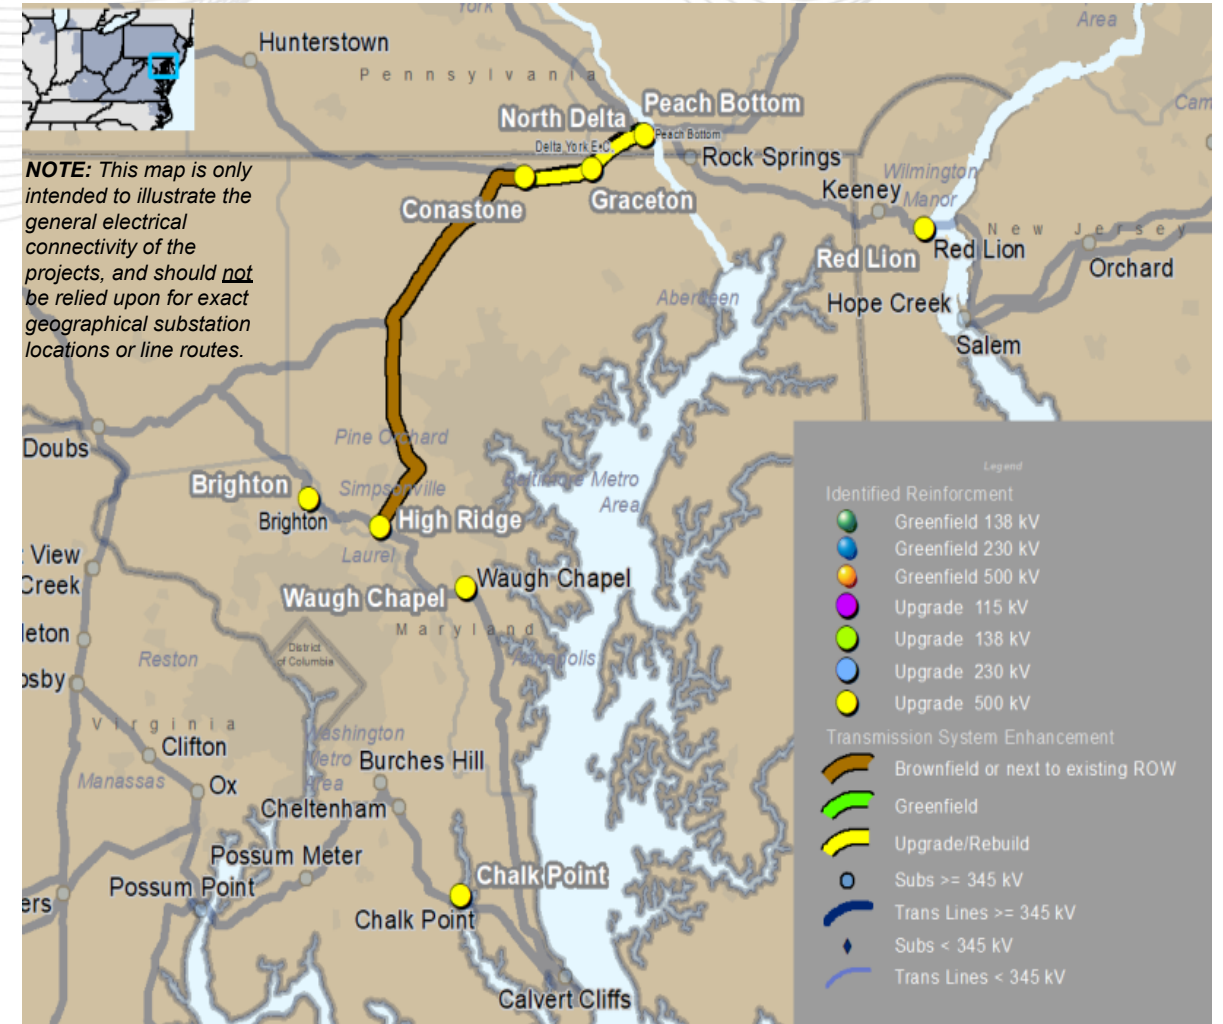 York
Area
Hunterstown
Pennsylvania
Peach Bottom
North Delta
Peach Bottom
Delta York E.C.
Rock Springs
NOTE: This map is only
intended to illustrate the
general electrical
connectivity of the
projects, and should not
be relied upon for exact
geographical substation
locations or line routes.
Wilmington
Manor
Keeney
Conastone
Graceton
New Jersey
Red Lion
Red Lion
Orchard
Aberdeen
Hope Creek
Salem
Doubs
Pine Orchard
Brighton
Brighton
Simpsonville
Baltimore Metro
Area
High Ridge
Laurel
View
Creek
Waugh Chapel
Waugh Chapel
Maryland
District
of Columbia
Annapolis
Reston
Virginia
Clifton
Washington
Metro
Area
Manassas
Ox
Burches Hill
Cheltenham
Possum Meter
Possum Point
Chalk Point
Chalk Point
Calvert Cliffs
Legend
Identified Reinforcment
Greenfield 138 kV
Greenfield 230 kV
Greenfield 500 kV
Upgrade 115 kV
Upgrade 138 kV
Upgrade 230 kV
Upgrade 500 kV
Transmission System Enhancement
Brownfield or next to existing ROW
Greenfield
Upgrade/Rebuild
Subs >= 345 kV
Trans Lines >= 345 kV
Subs < 345 kV
Trans Lines < 345 kV